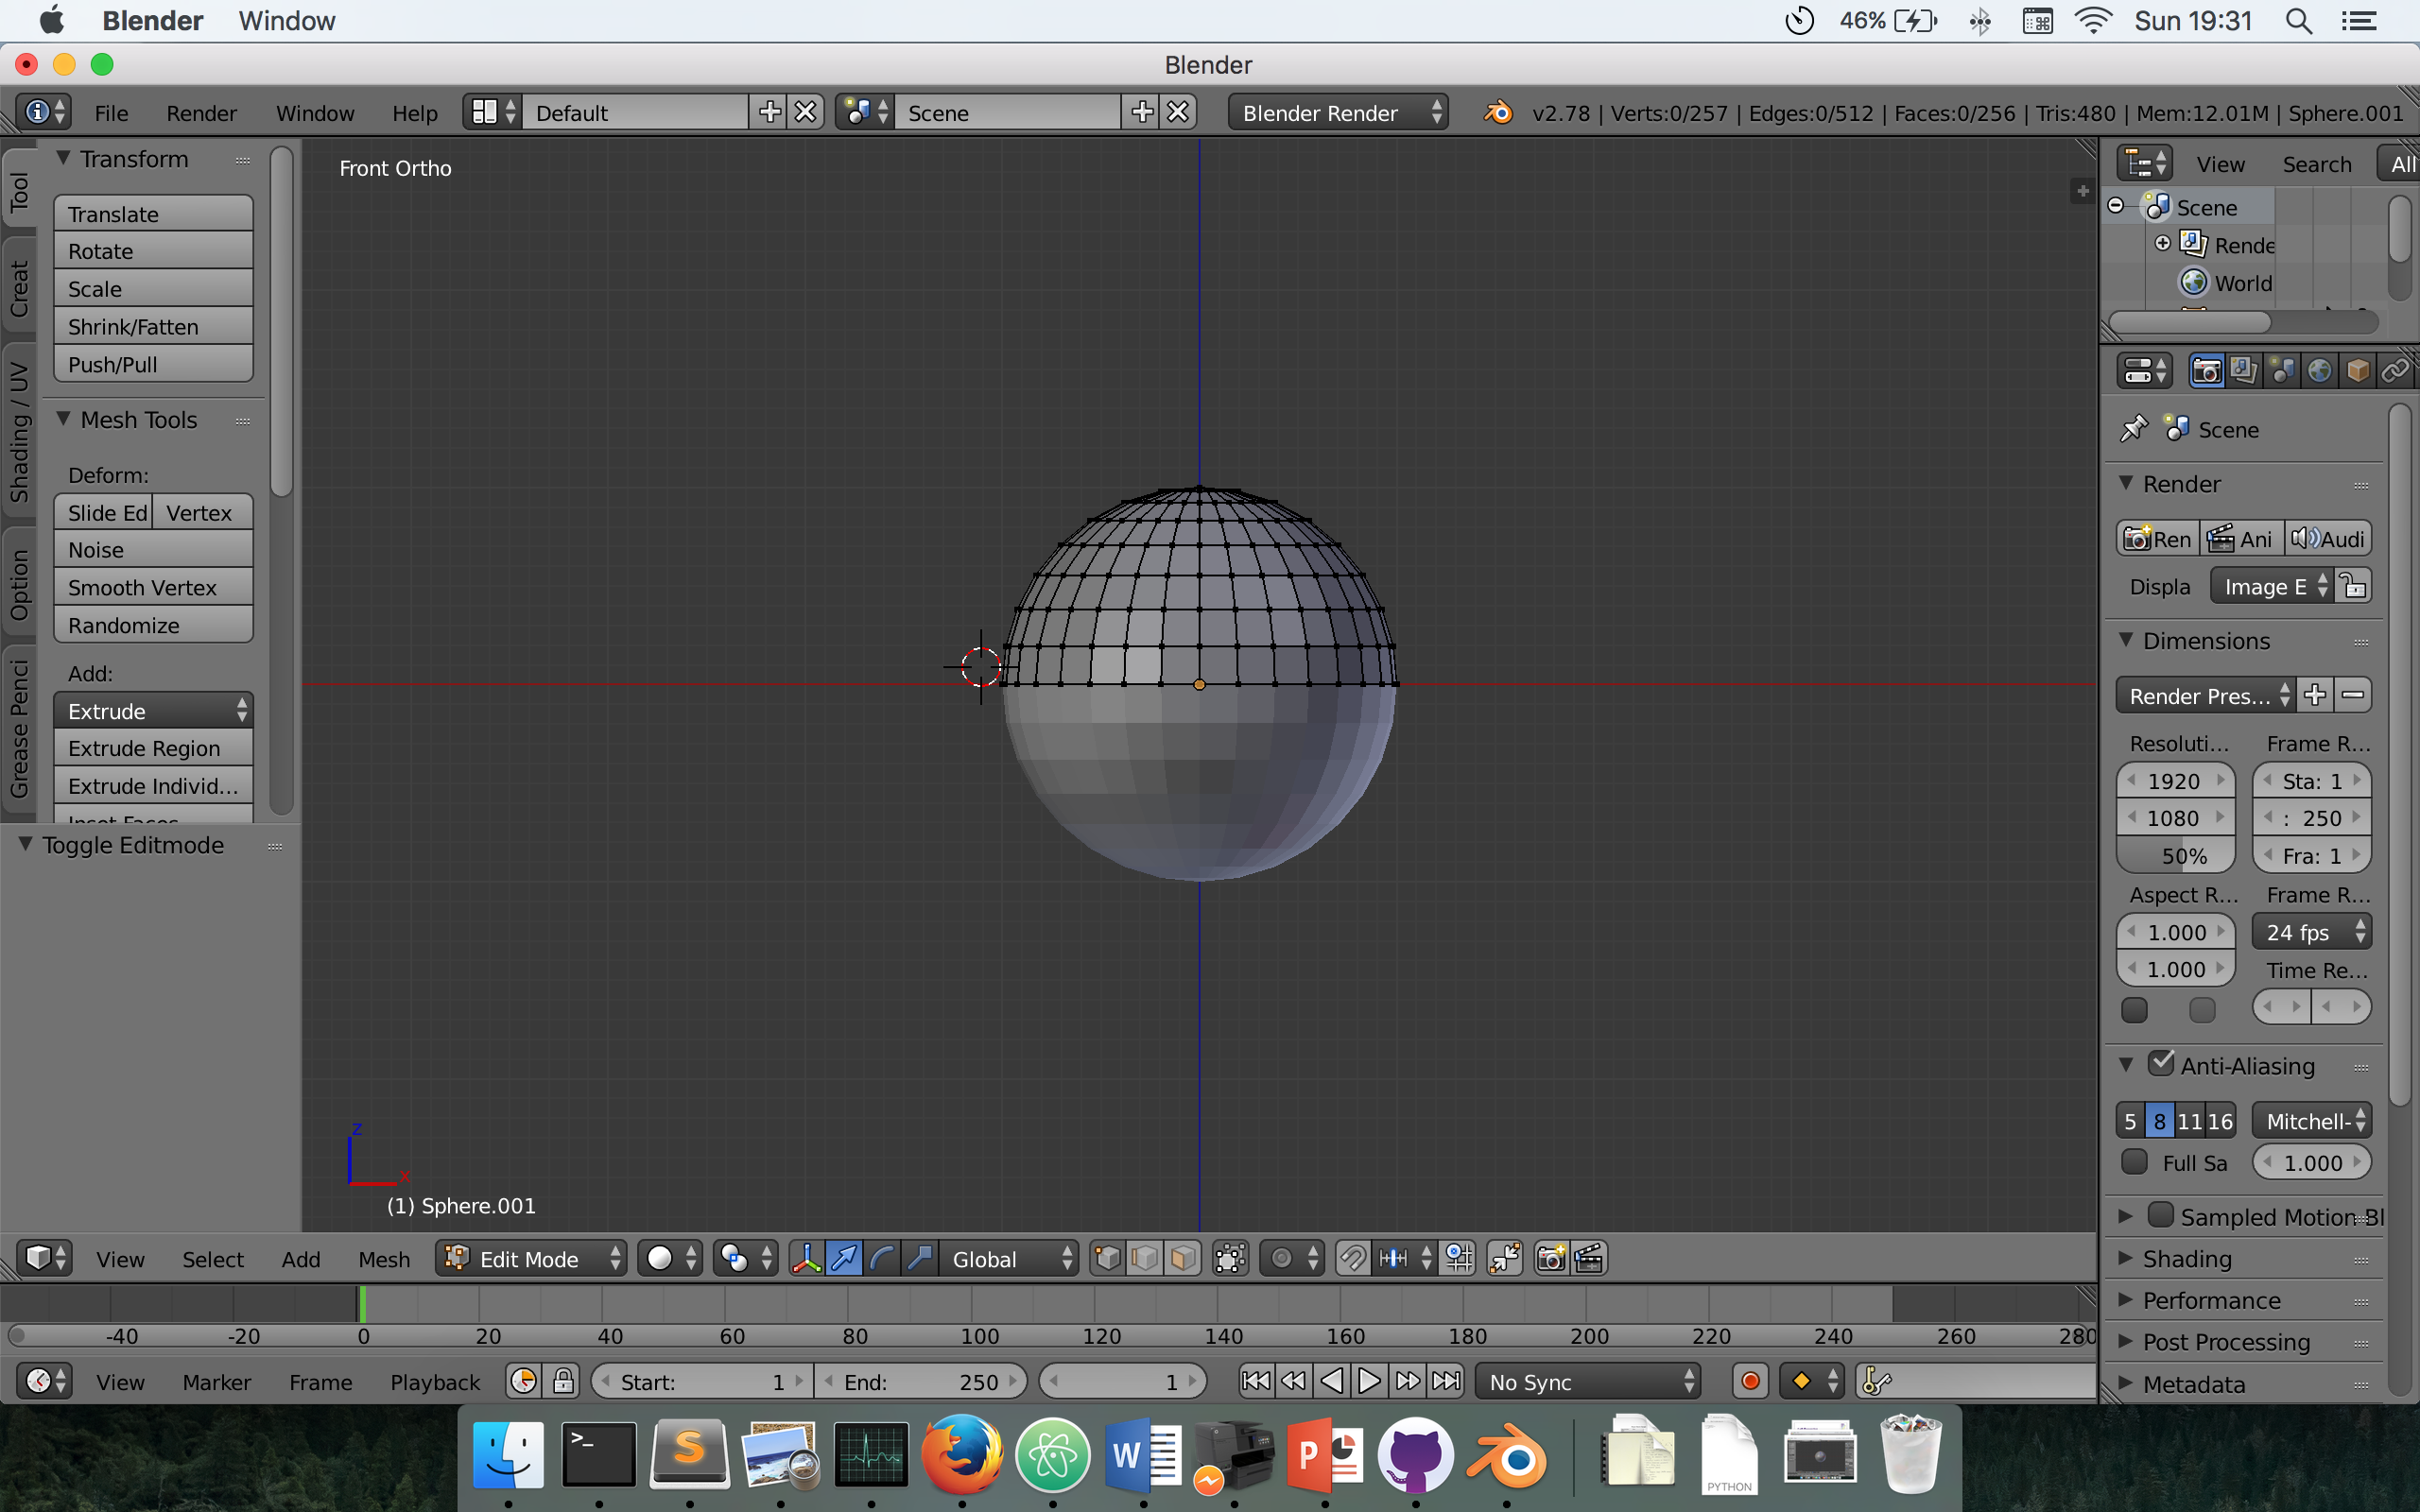 Blender Window 46% Sun 19:31
Blender
File Render Window Help Default Scene Blender Render v2.78 | Verts:0/257 | Edges:0/512 | Faces:0/256 | Tris:480 | Mem:12.01M | Sphere.001
Tool
Creat
Shading / UV
Option
Grease Penci
Transform
Translate
Rotate
Scale
Shrink/Fatten
Push/Pull
Mesh Tools
Deform:
Slide Ed Vertex
Noise
Smooth Vertex
Randomize
Add:
Extrude
Extrude Region
Extrude Individ...
Inset Faces
Toggle Editmode
Front Ortho
z
x
(1) Sphere.001
View Search All
Scene
Rende
World
Scene
Render
Ren Ani Audi
Displa Image E
Dimensions
Render Pres...
Resoluti... Frame R...
1920 Sta: 1
1080 : 250
50% Fra: 1
Aspect R... Frame R...
1.000 24 fps
1.000 Time Re...
Anti-Aliasing
5 8 11 16 Mitchell-
Full Sa 1.000
Sampled Motion Bl
Shading
Performance
Post Processing
Metadata
View Select Add Mesh Edit Mode Global
-40 -20 0 20 40 60 80 100 120 140 160 180 200 220 240 260 280
View Marker Frame Playback Start: 1 End: 250 1 No Sync
>_ S W P PYTHON